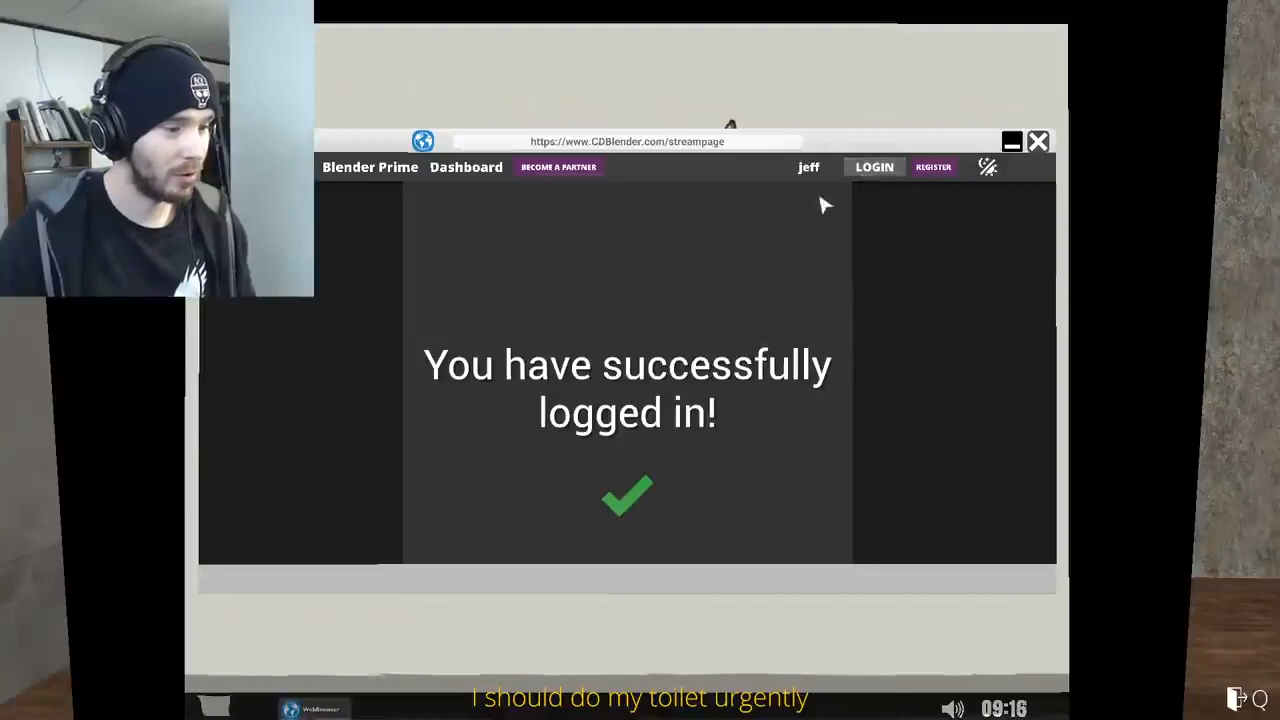 https://www.CDBlender.com/streampage
Blender Prime Dashboard BECOME A PARTNER jeff LOGIN REGISTER
You have successfully
logged in!
I should do my toilet urgently
WebBrowser
09:16
Q